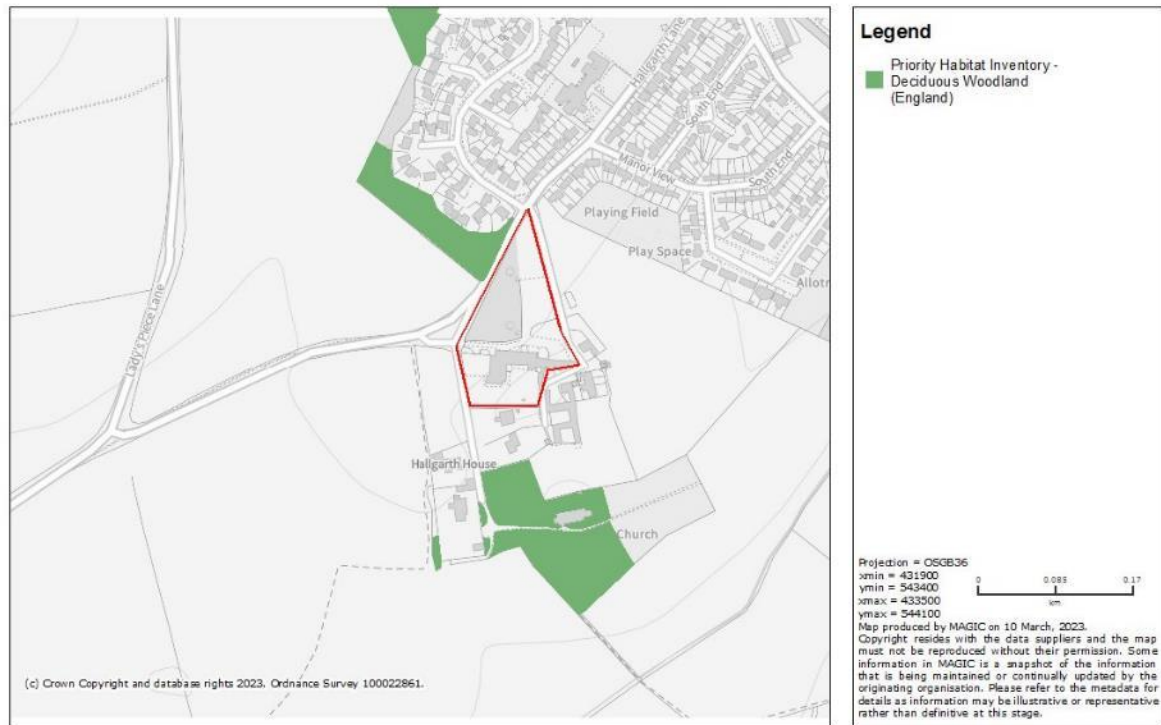 Hallgarth Lane
South End
Manor View
South End
Playing Field
Play Space
Allotr
Lady's Piece Lane
Hallgarth House
Church
(c) Crown Copyright and database rights 2023. Ordnance Survey 100022861.
Legend
Priority Habitat Inventory -
Deciduous Woodland
(England)
Projection = OSGB36
xmin = 431900
ymin = 543400
xmax = 433500
ymax = 544100
0 0.085 0.17
km
Map produced by MAGIC on 10 March, 2023.
Copyright resides with the data suppliers and the map
must not be reproduced without their permission. Some
information in MAGIC is a snapshot of the information
that is being maintained or continually updated by the
originating organisation. Please refer to the metadata for
details as information may be illustrative or representative
rather than definitive at this stage.